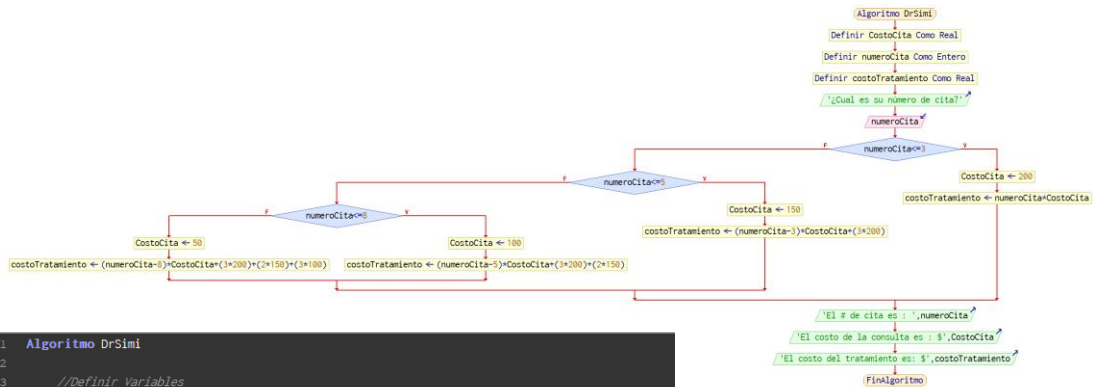 Algoritmo DrSimi
Definir CostoCita Como Real
Definir numeroCita Como Entero
Definir costoTratamiento Como Real
'¿Cual es su número de cita?'
numeroCita
numeroCita<=3
F
V
numeroCita<=5
F
V
CostoCita ← 200
costoTratamiento ← numeroCita*CostoCita
numeroCita<=8
F
V
CostoCita ← 150
costoTratamiento ← (numeroCita-3)*CostoCita+(3*200)
CostoCita ← 50
CostoCita ← 100
costoTratamiento ← (numeroCita-8)*CostoCita+(3*200)+(2*150)+(3*100)
costoTratamiento ← (numeroCita-5)*CostoCita+(3*200)+(2*150)
'El # de cita es : ',numeroCita
'El costo de la consulta es : $',CostoCita
'El costo del tratamiento es: $',costoTratamiento
FinAlgoritmo
1 Algoritmo DrSimi
2
3 //Definir Variables